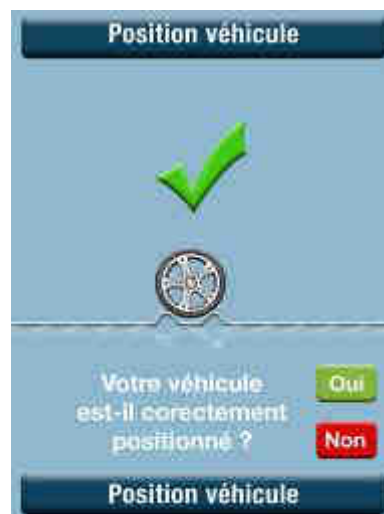 Position véhicule
Votre véhicule
est-il corectement
positionné ?
Oui
Non
Position véhicule